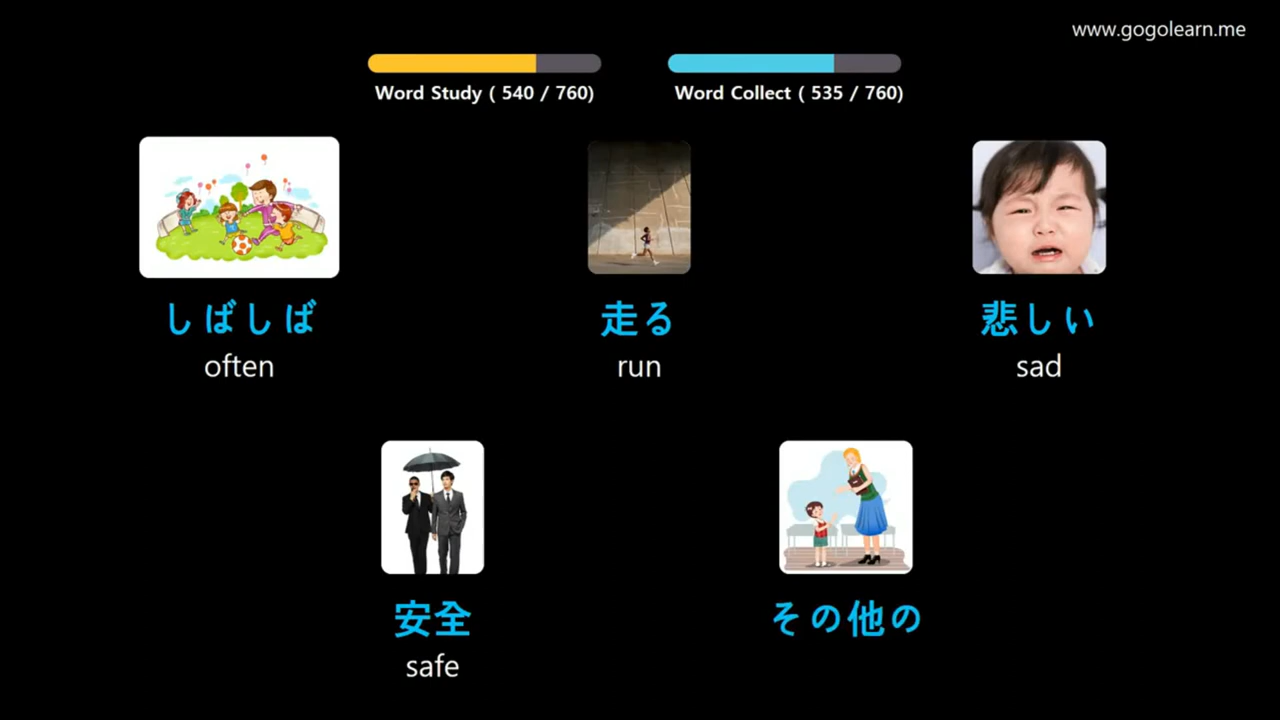 www.gogolearn.me
Word Study ( 540 / 760)
Word Collect ( 535 / 760)
しばしば
often
走る
run
悲しい
sad
安全
safe
その他の